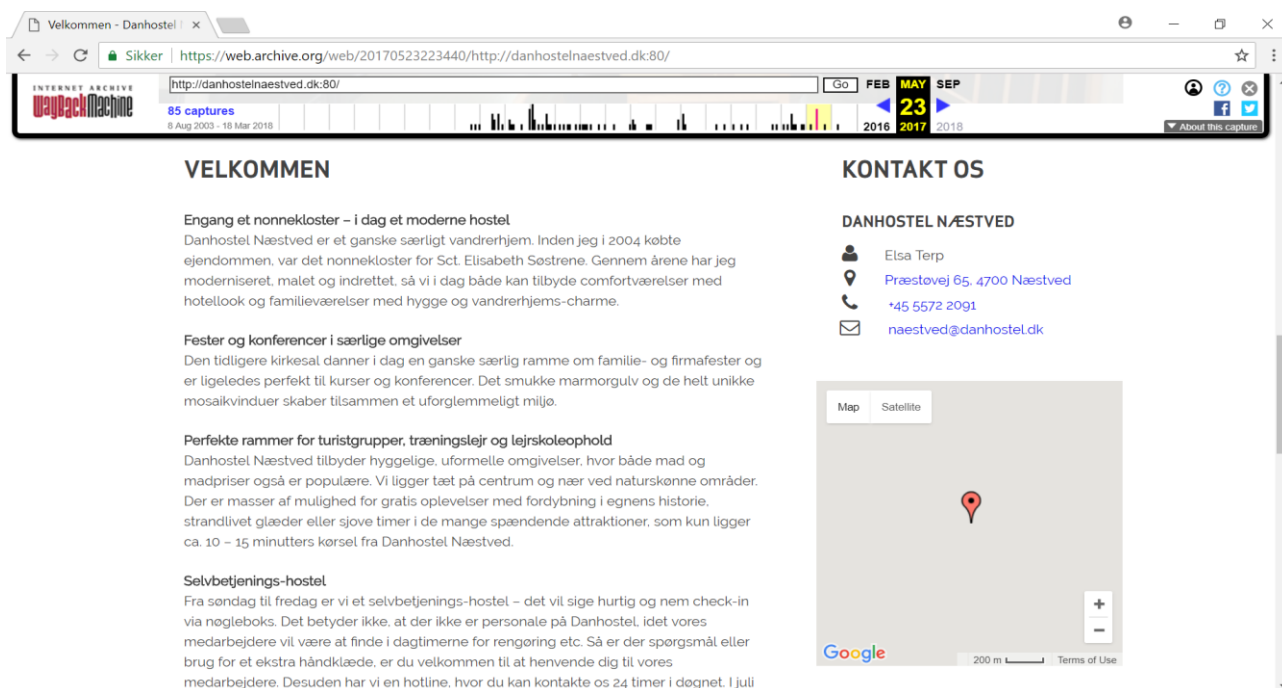 Velkommen - Danhostel
Sikker https://web.archive.org/web/20170523223440/http://danhostelnaestved.dk:80/
INTERNET ARCHIVE
WayBackMachine
http://danhostelnaestved.dk:80/
Go
FEB MAY SEP
85 captures
23
8 Aug 2003 - 18 Mar 2018
2016 2017 2018
About this capture
VELKOMMEN
Engang et nonnekloster – i dag et moderne hostel
Danhostel Næstved er et ganske særligt vandrerhjem. Inden jeg i 2004 købte
ejendommen, var det nonnekloster for Sct. Elisabeth Søstrene. Gennem årene har jeg
moderniseret, malet og indrettet, så vi i dag både kan tilbyde comfortværelser med
hotellook og familieværelser med hygge og vandrerhjems-charme.
Fester og konferencer i særlige omgivelser
Den tidligere kirkesal danner i dag en ganske særlig ramme om familie- og firmafester og
er ligeledes perfekt til kurser og konferencer. Det smukke marmorgulv og de helt unikke
mosaikvinduer skaber tilsammen et uforglemmeligt miljø.
Perfekte rammer for turistgrupper, træningslejr og lejrskoleophold
Danhostel Næstved tilbyder hyggelige, uformelle omgivelser, hvor både mad og
madpriser også er populære. Vi ligger tæt på centrum og nær ved naturskønne områder.
Der er masser af mulighed for gratis oplevelser med fordybning i egnens historie,
strandlivet glæder eller sjove timer i de mange spændende attraktioner, som kun ligger
ca. 10 – 15 minutters kørsel fra Danhostel Næstved.
Selvbetjenings-hostel
Fra søndag til fredag er vi et selvbetjenings-hostel – det vil sige hurtig og nem check-in
via nøgleboks. Det betyder ikke, at der ikke er personale på Danhostel, idet vores
medarbejdere vil være at finde i dagtimerne for rengøring etc. Så er der spørgsmål eller
brug for et ekstra håndklæde, er du velkommen til at henvende dig til vores
medarbejdere. Desuden har vi en hotline, hvor du kan kontakte os 24 timer i døgnet. I juli
KONTAKT OS
DANHOSTEL NÆSTVED
Elsa Terp
Præstøvej 65, 4700 Næstved
+45 5572 2091
naestved@danhostel.dk
Map Satellite
Google
200 m Terms of Use